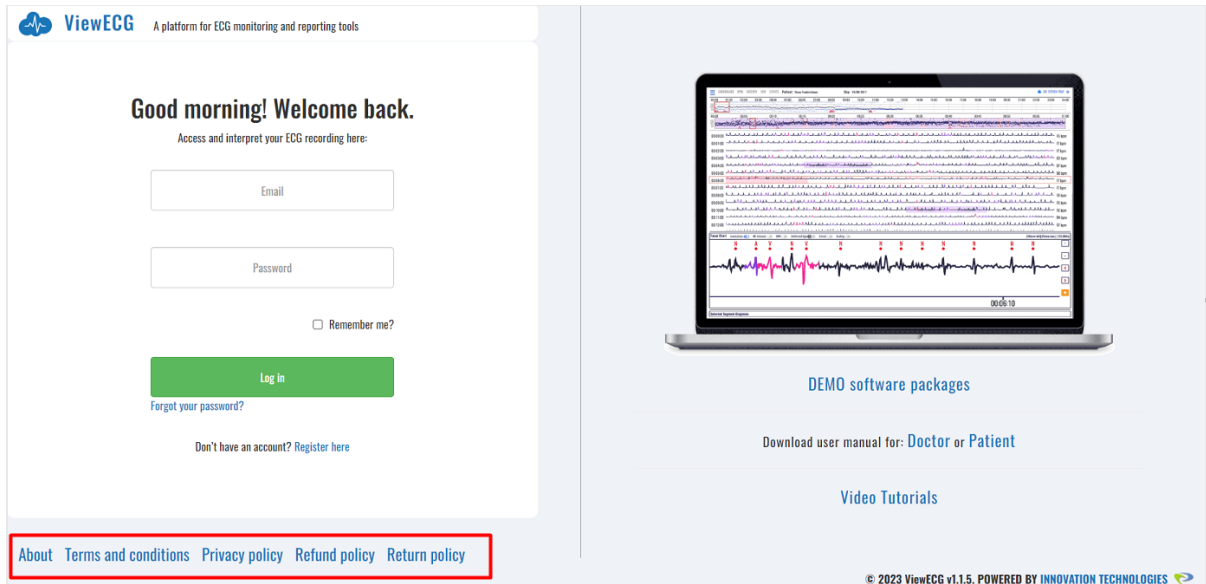 ViewECG A platform for ECG monitoring and reporting tools
Good morning! Welcome back.
Access and interpret your ECG recording here:
Email
Password
Remember me?
Log In
Forgot your password?
Don't have an account? Register here
About Terms and conditions Privacy policy Refund policy Return policy
00:06:10
DEMO software packages
Download user manual for: Doctor or Patient
Video Tutorials
© 2023 ViewECG v1.1.5. POWERED BY INNOVATION TECHNOLOGIES